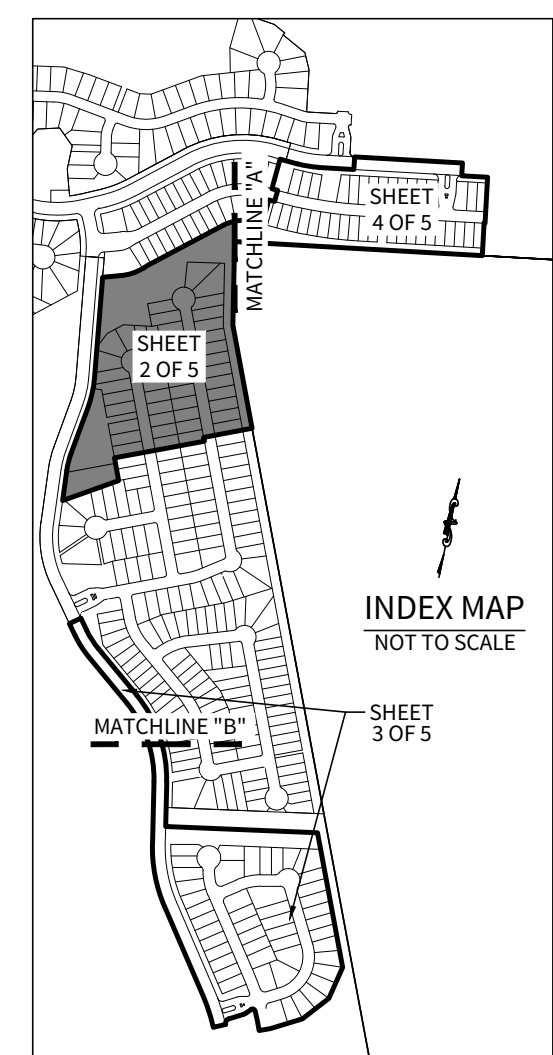 MATCHLINE "A"
SHEET
4 OF 5
SHEET
2 OF 5
INDEX MAP
NOT TO SCALE
SHEET
3 OF 5
MATCHLINE "B"